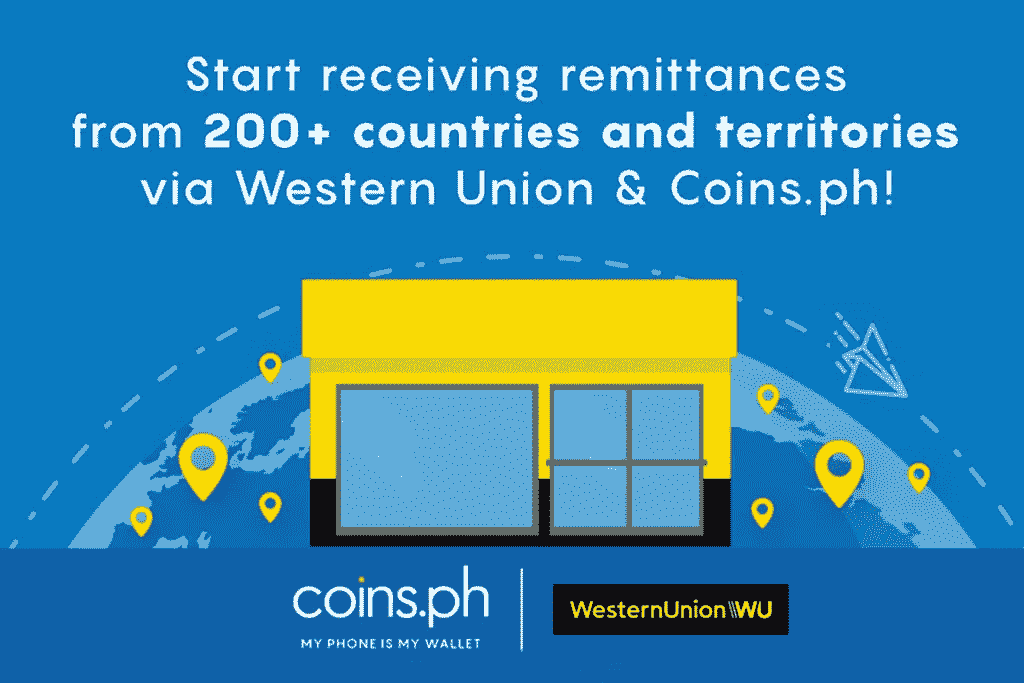 Start receiving remittances
from 200+ countries and territories
via Western Union & Coins.ph!
coins.ph
MY PHONE IS MY WALLET
WesternUnion WU